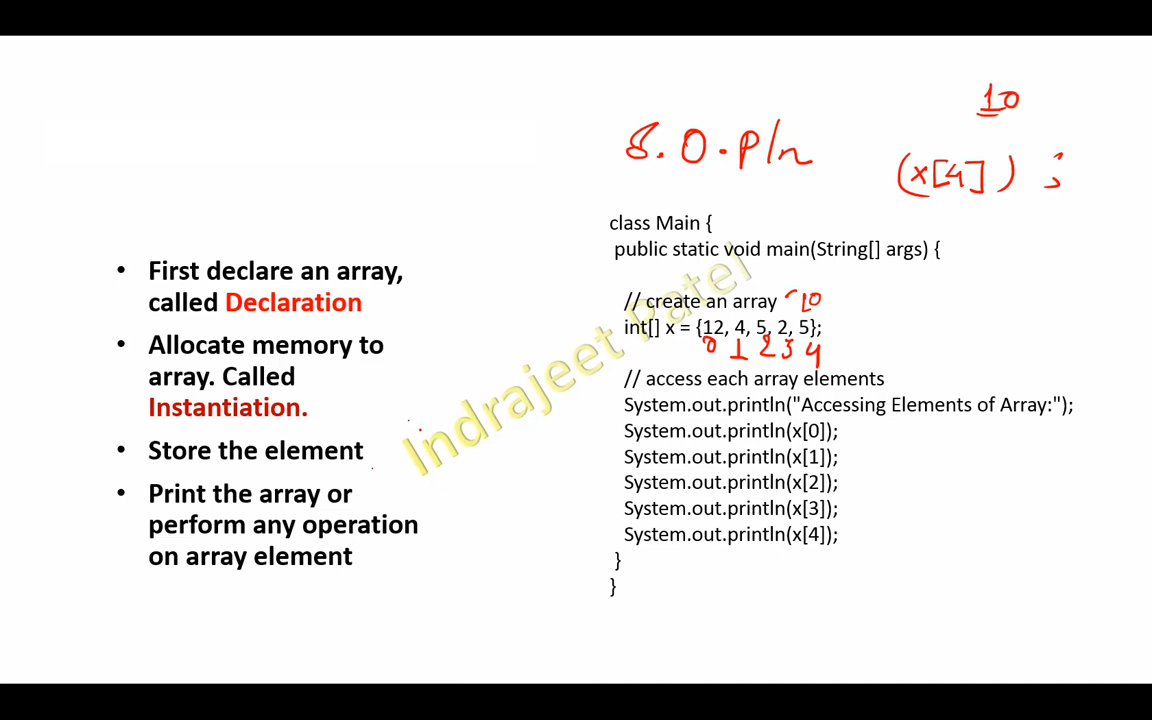 10
S.O.Pln (x[4]) ;
class Main {
public static void main(String[] args) {
// create an array 10
int[] x = {12, 4, 5, 2, 5};
0 1 2 3 4
// access each array elements
System.out.println("Accessing Elements of Array:");
System.out.println(x[0]);
System.out.println(x[1]);
System.out.println(x[2]);
System.out.println(x[3]);
System.out.println(x[4]);
}
}
• First declare an array,
called Declaration
• Allocate memory to
array. Called
Instantiation.
• Store the element
• Print the array or
perform any operation
on array element
Indrajeet Patel